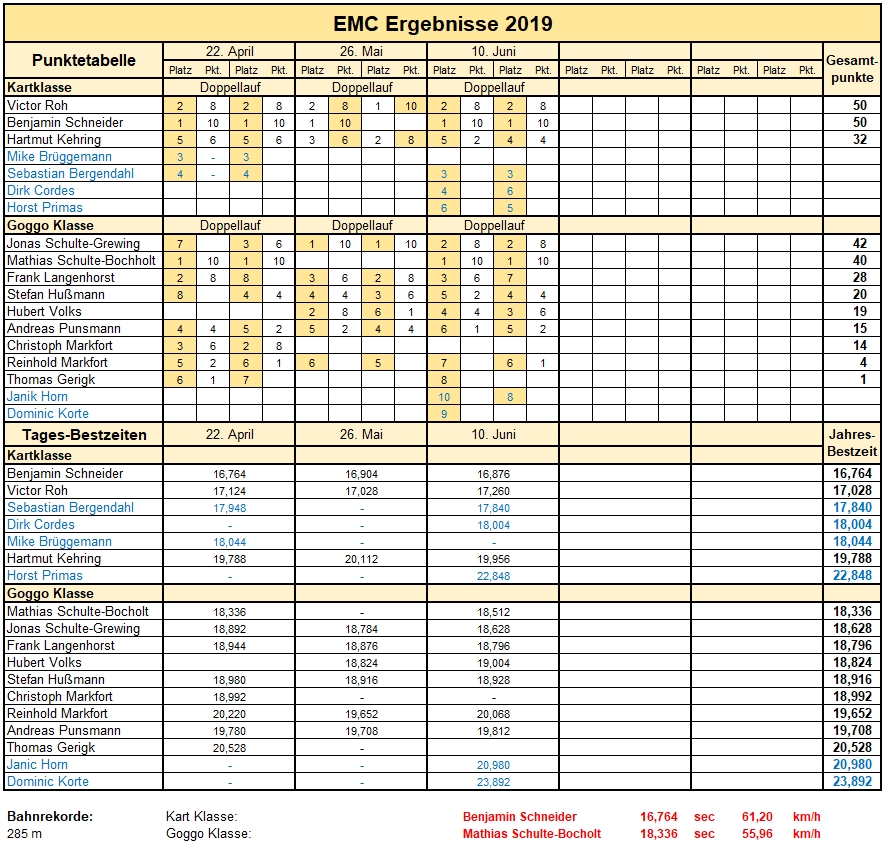 EMC Ergebnisse 2019
Punktetabelle 22. April 26. Mai 10. Juni Gesamt-punkte
Platz Pkt. Platz Pkt. Platz Pkt. Platz Pkt. Platz Pkt. Platz Pkt. Platz Pkt. Platz Pkt. Platz Pkt. Platz Pkt.
Kartklasse Doppellauf Doppellauf
Victor Roh 2 8 2 8 2 8 1 10 2 8 2 8 50
Benjamin Schneider 1 10 1 10 1 10 1 10 1 10 50
Hartmut Kehring 5 6 5 6 3 6 2 8 5 2 4 4 32
Mike Brüggemann 3 - 3
Sebastian Bergendahl 4 - 4 3 3
Dirk Cordes 4 6
Horst Primas 6 5
Goggo Klasse Doppellauf Doppellauf Doppellauf
Jonas Schulte-Grewing 7 3 6 1 10 1 10 2 8 2 8 42
Mathias Schulte-Bochholt 1 10 1 10 1 10 1 10 40
Frank Langenhorst 2 8 8 3 6 2 8 3 6 7 28
Stefan Hußmann 8 4 4 4 4 3 6 5 2 4 4 20
Hubert Volks 2 8 6 1 4 4 3 6 19
Andreas Punsmann 4 4 5 2 5 2 4 4 6 1 5 2 15
Christoph Markfort 3 6 2 8 14
Reinhold Markfort 5 2 6 1 6 5 7 6 1 4
Thomas Gerigk 6 1 7 8 1
Janik Horn 10 8
Dominic Korte 9
Tages-Bestzeiten 22. April 26. Mai 10. Juni Jahres-Bestzeit
Kartklasse
Benjamin Schneider 16,764 16,904 16,876 16,764
Victor Roh 17,124 17,028 17,260 17,028
Sebastian Bergendahl 17,948 - 17,840 17,840
Dirk Cordes - - 18,004 18,004
Mike Brüggemann 18,044 - - 18,044
Hartmut Kehring 19,788 20,112 19,956 19,788
Horst Primas - - 22,848 22,848
Goggo Klasse
Mathias Schulte-Bocholt 18,336 - 18,512 18,336
Jonas Schulte-Grewing 18,892 18,784 18,628 18,628
Frank Langenhorst 18,944 18,876 18,796 18,796
Hubert Volks 18,824 19,004 18,824
Stefan Hußmann 18,980 18,916 18,928 18,916
Christoph Markfort 18,992 - - 18,992
Reinhold Markfort 20,220 19,652 20,068 19,652
Andreas Punsmann 19,780 19,708 19,812 19,708
Thomas Gerigk 20,528 - 20,528
Janic Horn - - 20,980 20,980
Dominic Korte - - 23,892 23,892
Bahnrekorde: Kart Klasse: Benjamin Schneider 16,764 sec 61,20 km/h
285 m Goggo Klasse: Mathias Schulte-Bocholt 18,336 sec 55,96 km/h